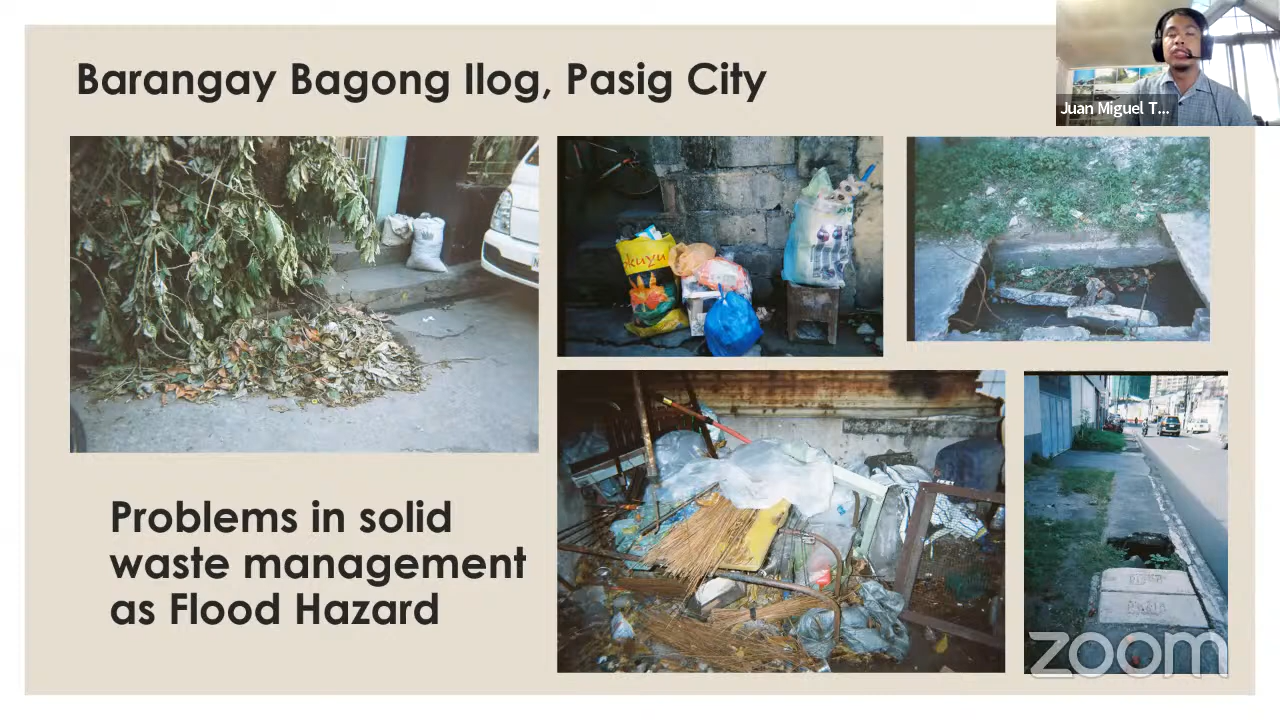 Barangay Bagong Ilog, Pasig City
Juan Miguel T...
Problems in solid
waste management
as Flood Hazard
zoom